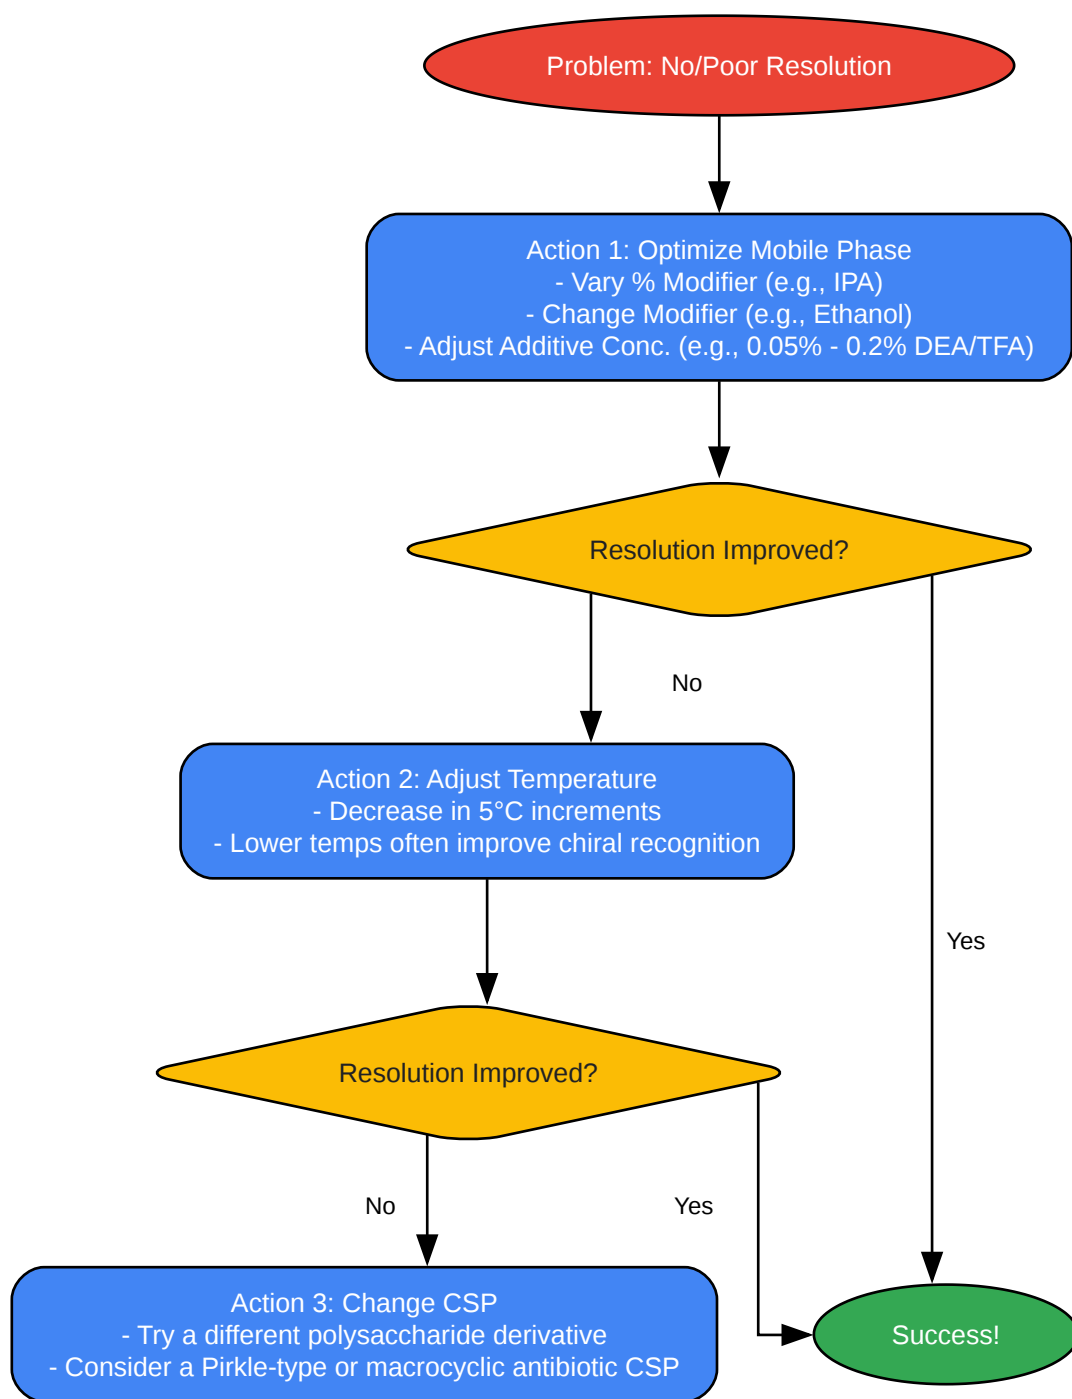 Problem: No/Poor Resolution
Action 1: Optimize Mobile Phase
- Vary % Modifier (e.g., IPA)
- Change Modifier (e.g., Ethanol)
- Adjust Additive Conc. (e.g., 0.05% - 0.2% DEA/TFA)
Resolution Improved?
No
Action 2: Adjust Temperature
- Decrease in 5°C increments
- Lower temps often improve chiral recognition
Yes
Resolution Improved?
No
Yes
Action 3: Change CSP
- Try a different polysaccharide derivative
- Consider a Pirkle-type or macrocyclic antibiotic CSP
Success!